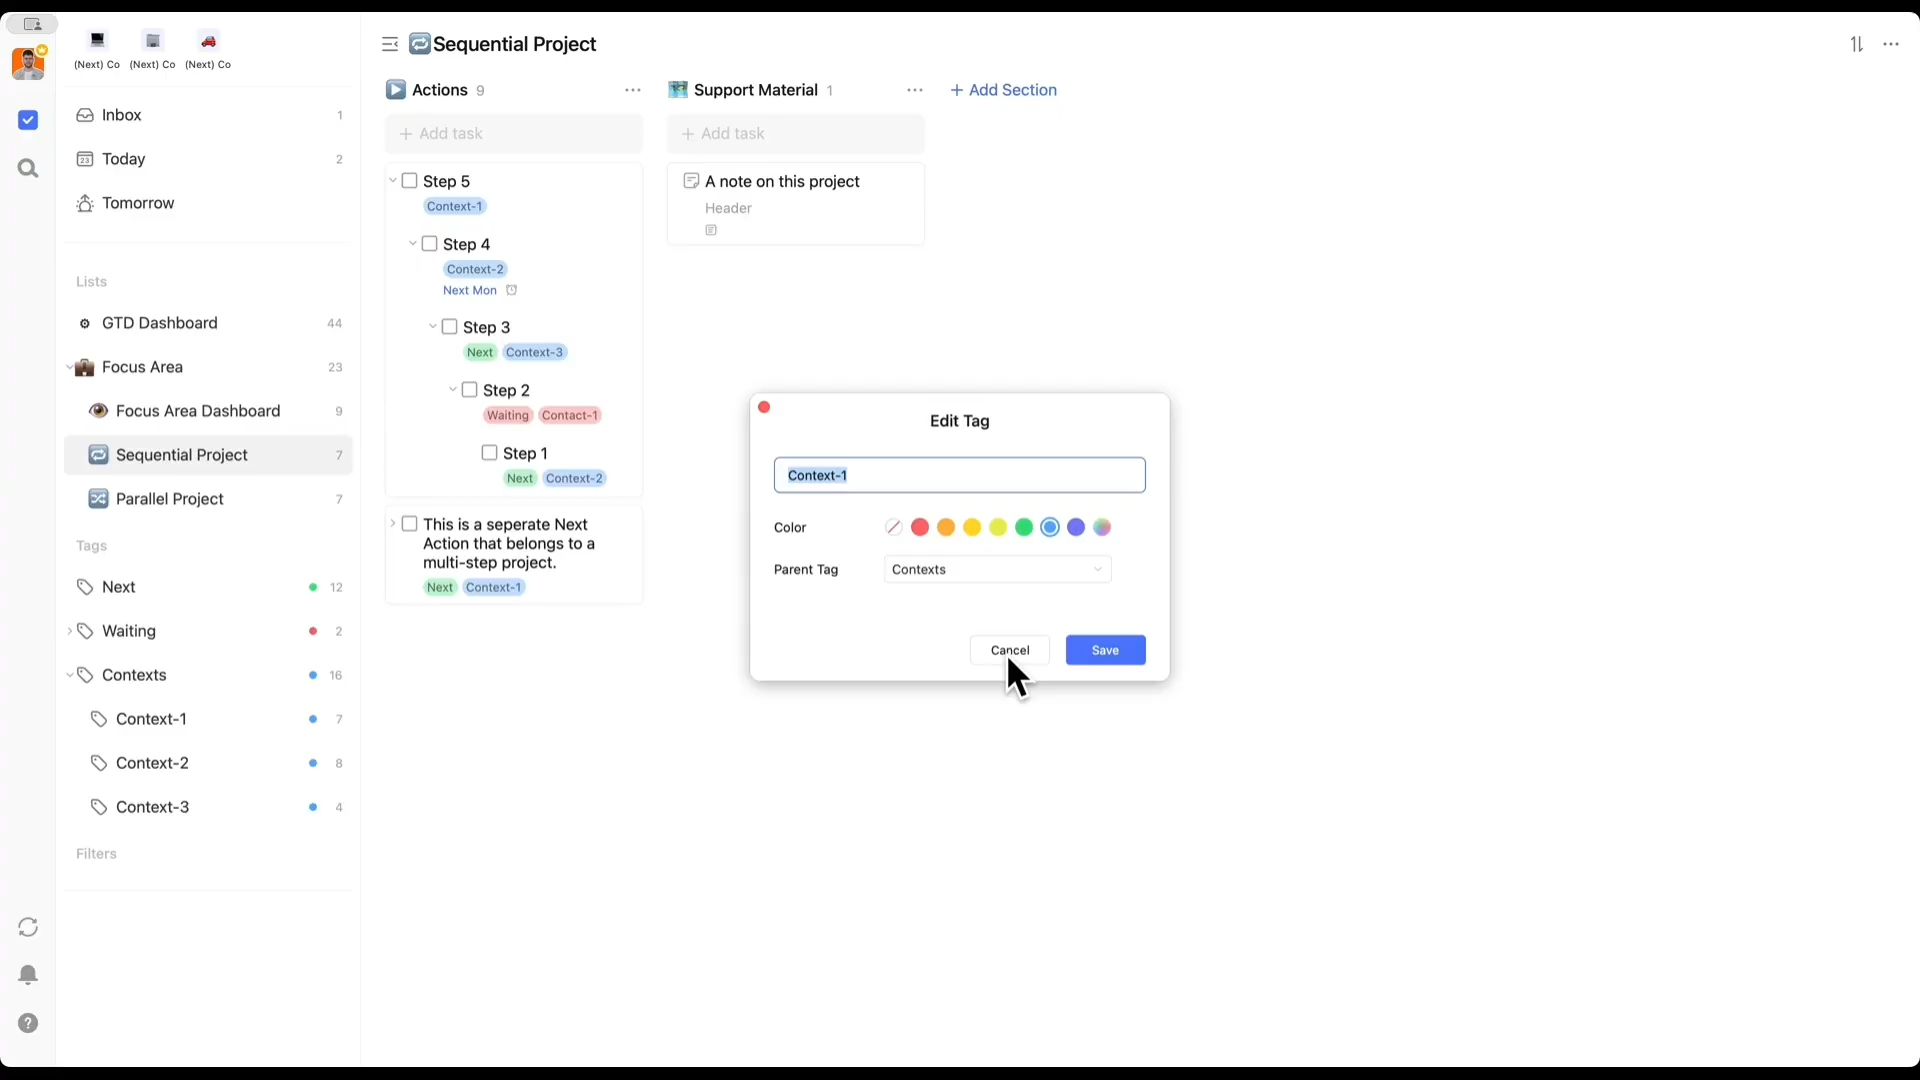 (Next) Co (Next) Co (Next) Co
Inbox 1
23 Today 2
Tomorrow
Lists
GTD Dashboard 44
Focus Area 23
Focus Area Dashboard 9
Sequential Project 7
Parallel Project 7
Tags
Next 12
Waiting 2
Contexts 16
Context-1 7
Context-2 8
Context-3 4
Filters
?
Sequential Project
Actions 9
+ Add task
Step 5
Context-1
Step 4
Context-2
Next Mon
Step 3
Next Context-3
Step 2
Waiting Contact-1
Step 1
Next Context-2
This is a seperate Next
Action that belongs to a
multi-step project.
Next Context-1
Support Material 1
+ Add task
A note on this project
Header
+ Add Section
Edit Tag
Context-1
Color
Parent Tag Contexts
Cancel Save